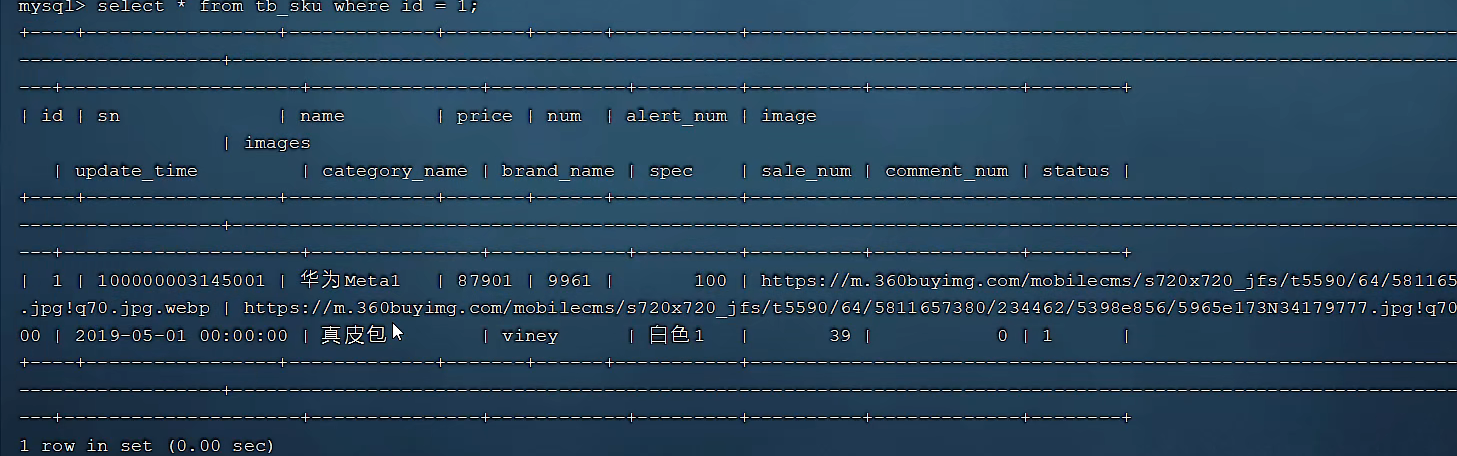 mysql> select * from tb_sku where id = 1;
+----+------------------+--------------+-------+------+-----------+----------------------------------------------------------------
-------------------+----------------------------------------------------------------------------------------------------------------
---+----------------------+----------------+-------------+---------+----------+-------------+--------+
| id | sn | name | price | num | alert_num | image
| images
| update_time | category_name | brand_name | spec | sale_num | comment_num | status |
+----+------------------+--------------+-------+------+-----------+----------------------------------------------------------------
-------------------+----------------------------------------------------------------------------------------------------------------
---+----------------------+----------------+-------------+---------+----------+-------------+--------+
| 1 | 100000003145001 | 华为Meta1 | 87901 | 9961 | 100 | https://m.360buyimg.com/mobilecms/s720x720_jfs/t5590/64/581165
.jpg!q70.jpg.webp | https://m.360buyimg.com/mobilecms/s720x720_jfs/t5590/64/5811657380/234462/5398e856/5965e173N34179777.jpg!q70
00 | 2019-05-01 00:00:00 | 真皮包 | viney | 白色1 | 39 | 0 | 1 |
+----+------------------+--------------+-------+------+-----------+----------------------------------------------------------------
-------------------+----------------------------------------------------------------------------------------------------------------
---+----------------------+----------------+-------------+---------+----------+-------------+--------+
1 row in set (0.00 sec)